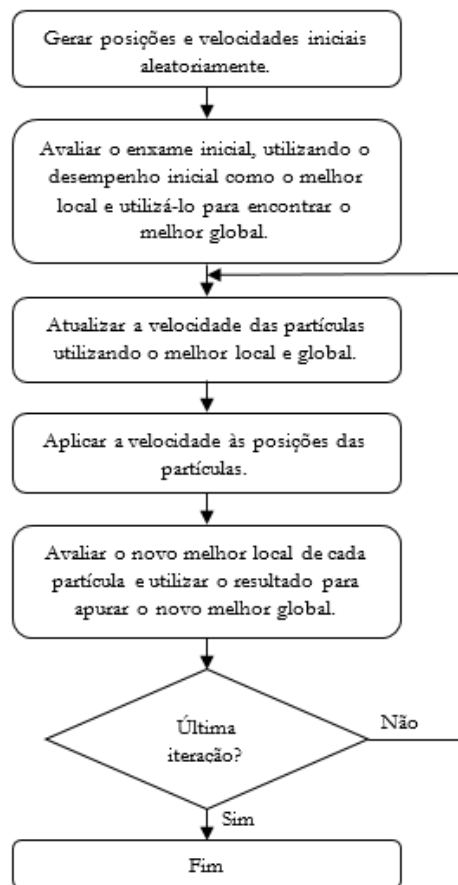 Gerar posições e velocidades iniciais
aleatoriamente.
Avaliar o enxame inicial, utilizando o
desempenho inicial como o melhor
local e utilizá-lo para encontrar o
melhor global.
Atualizar a velocidade das partículas
utilizando o melhor local e global.
Aplicar a velocidade às posições das
partículas.
Avaliar o novo melhor local de cada
partícula e utilizar o resultado para
apurar o novo melhor global.
Última
iteração?
Não
Sim
Fim